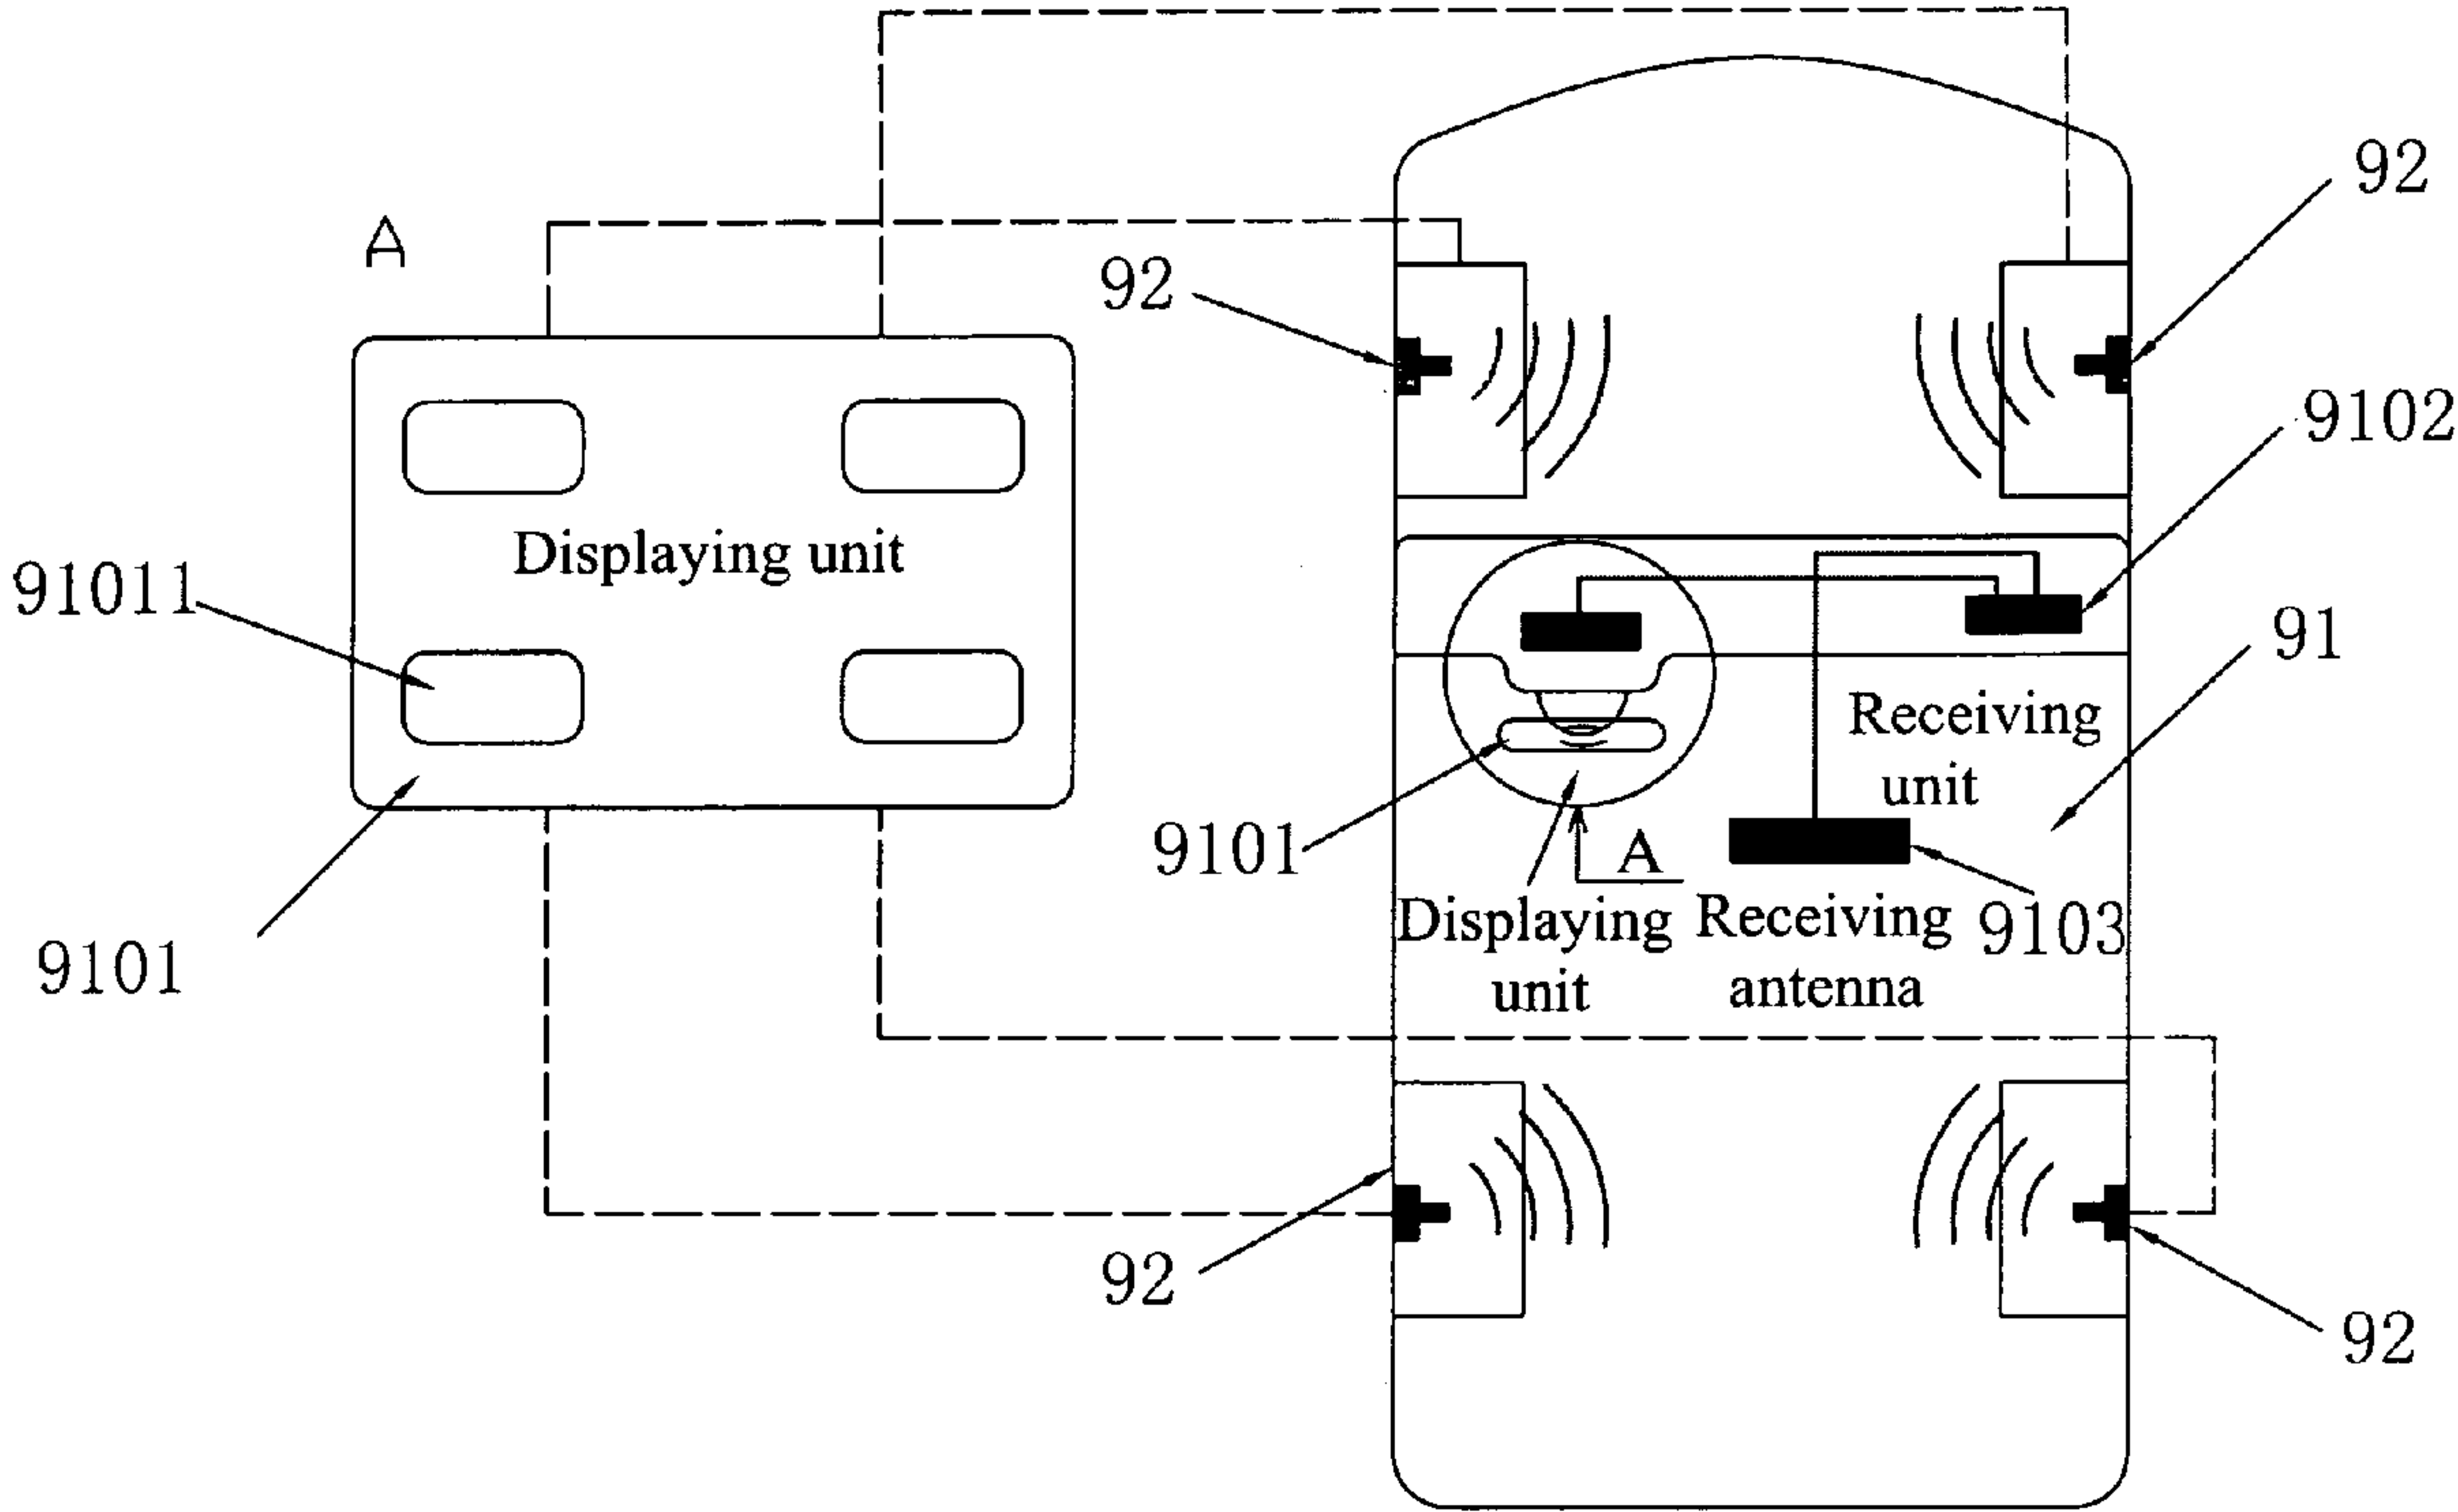 A
92
92
9102
Displaying unit
91011
91
Receiving
unit
9101
A
9101
Displaying
unit
Receiving
antenna
9103
92
92